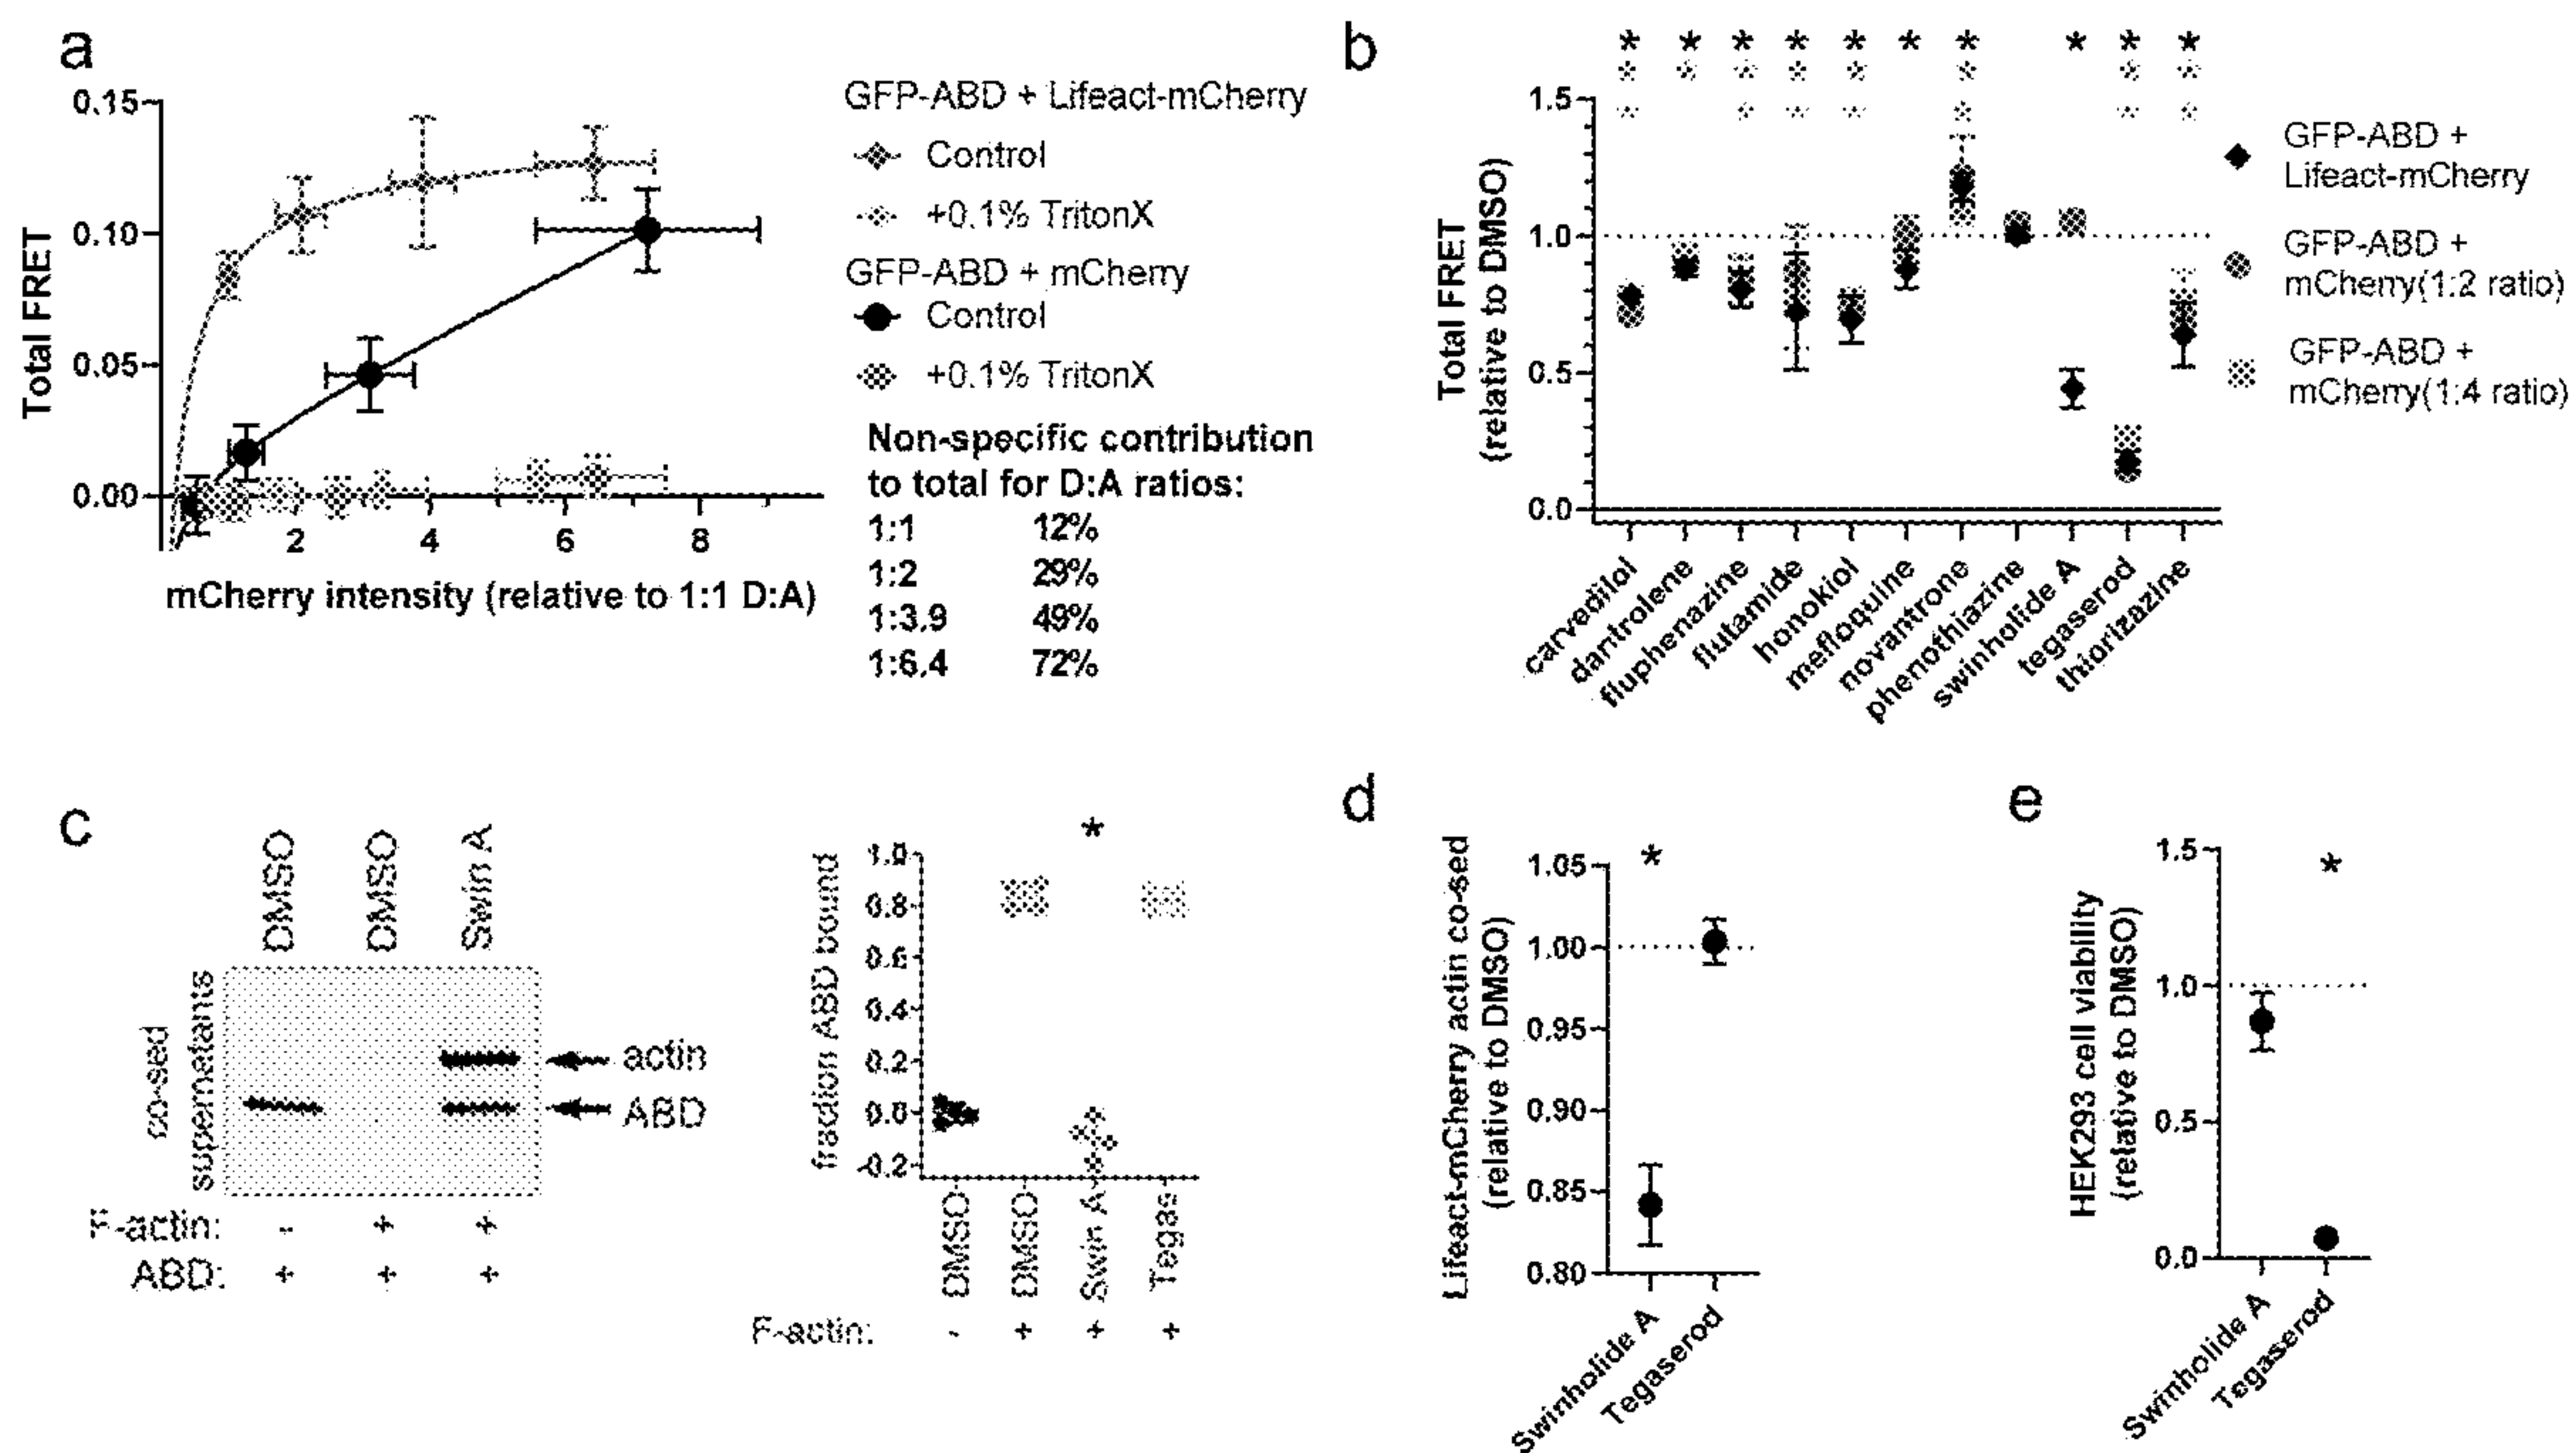 a
0.15
0.10
0.05
0.00
2
4
6
8
Total FRET
mCherry intensity (relative to 1:1 D:A)
GFP-ABD + Lifeact-mCherry
Control
+0.1% TritonX
GFP-ABD + mCherry
Control
+0.1% TritonX
Non-specific contribution
to total for D:A ratios:
1:1 12%
1:2 29%
1:3.9 49%
1:6.4 72%
b
* * * * * * * * * *
* * * * * * * *
* * * * * * *
1.5
1.0
0.5
0.0
Total FRET
(relative to DMSO)
carvedilol
dantrolene
fluphenazine
flutamide
honokiol
mefloquine
novantrone
phenothiazine
swinholide A
tegaserod
thiorizazine
GFP-ABD +
Lifeact-mCherry
GFP-ABD +
mCherry(1:2 ratio)
GFP-ABD +
mCherry(1:4 ratio)
c
DMSO
DMSO
Swin A
co-sed
supernatants
actin
ABD
F-actin: - + +
ABD: + + +
*
1.0
0.8
0.6
0.4
0.2
0.0
-0.2
fraction ABD bound
DMSO
DMSO
Swin A
Tegas
F-actin: - + + +
d
*
1.05
1.00
0.95
0.90
0.85
0.80
Lifeact-mCherry actin co-sed
(relative to DMSO)
Swinholide A
Tegaserod
e
*
1.5
1.0
0.5
0.0
HEK293 cell viability
(relative to DMSO)
Swinholide A
Tegaserod